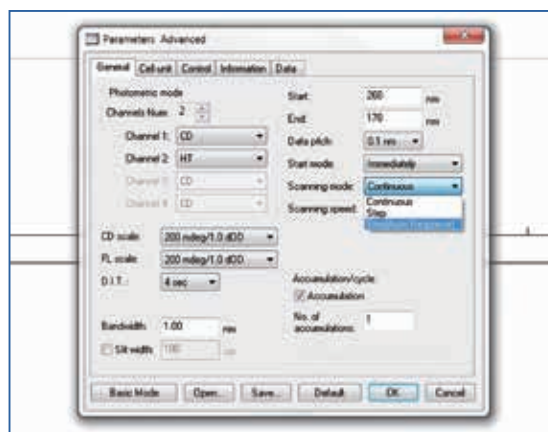 Parameters Advanced
General Cell unit Control Information Data
Photometric mode
Channels Num: 2
Channel 1: CD
Channel 2: HT
Channel 3: CD
Channel 4: CD
CD scale: 200 mdeg/1.0 dOD
FL scale: 200 mdeg/1.0 dOD
D.I.T.: 4 sec
Bandwidth: 1.00 nm
Slit width: 100
Start: 260 nm
End: 170 nm
Data pitch: 0.1 nm
Start mode: Immediately
Scanning mode: Continuous
Continuous
Step
Scanning speed:
Accumulation/cycle:
Accumulation
No. of accumulations: 1
Basic Mode Open... Save... Default OK Cancel